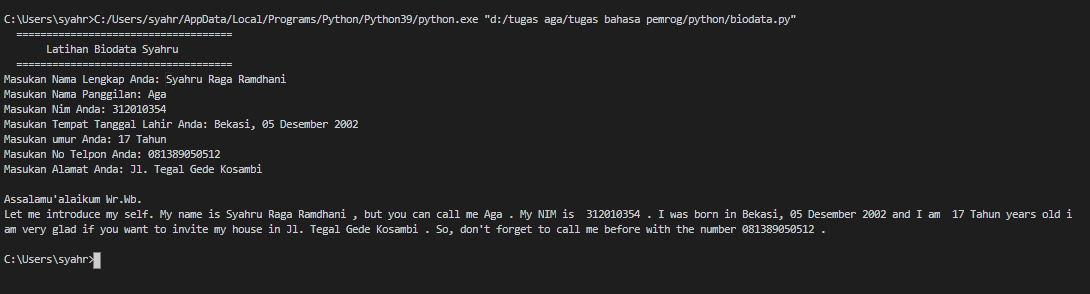 C:\Users\syahr>C:/Users/syahr/AppData/Local/Programs/Python/Python39/python.exe "d:/tugas aga/tugas bahasa pemrog/python/biodata.py"
====================================
Latihan Biodata Syahru
====================================
Masukan Nama Lengkap Anda: Syahru Raga Ramdhani
Masukan Nama Panggilan: Aga
Masukan Nim Anda: 312010354
Masukan Tempat Tanggal Lahir Anda: Bekasi, 05 Desember 2002
Masukan umur Anda: 17 Tahun
Masukan No Telpon Anda: 081389050512
Masukan Alamat Anda: Jl. Tegal Gede Kosambi
Assalamu'alaikum Wr.Wb.
Let me introduce my self. My name is Syahru Raga Ramdhani , but you can call me Aga . My NIM is  312010354 . I was born in Bekasi, 05 Desember 2002 and I am  17 Tahun years old i
am very glad if you want to invite my house in Jl. Tegal Gede Kosambi . So, don't forget to call me before with the number 081389050512 .
C:\Users\syahr>